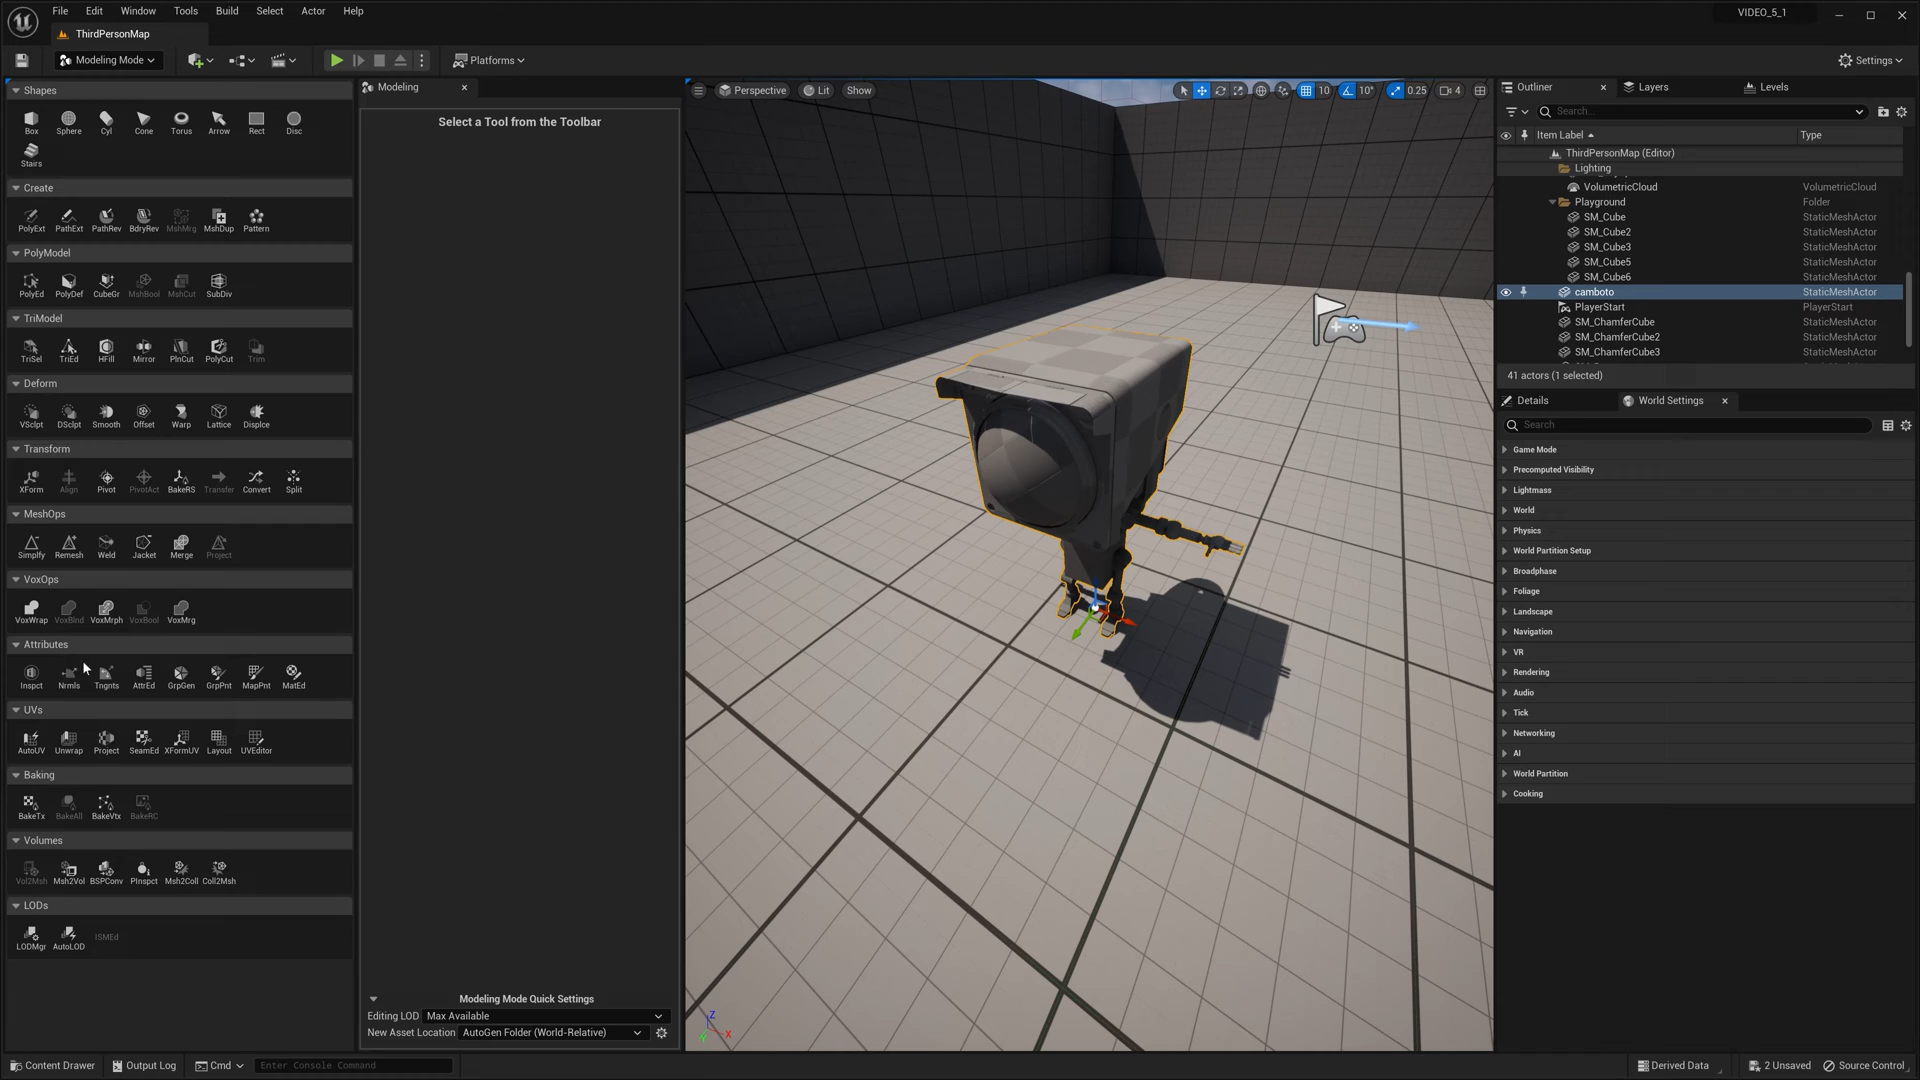 File Edit Window Tools Build Select Actor Help
VIDEO_5_1
ThirdPersonMap
Modeling Mode
Platforms
Settings
Shapes
Box Sphere Cyl Cone Torus Arrow Rect Disc
Stairs
Create
PolyExt PathExt PathRev BdryRev MshMrg MshDup Pattern
PolyModel
PolyEd PolyDef CubeGr MshBool MshCut SubDiv
TriModel
TriSel TriEd HFill Mirror PlnCut PolyCut Trim
Deform
VSclpt DSclpt Smooth Offset Warp Lattice Displce
Transform
XForm Align Pivot PivotAct BakeRS Transfer Convert Split
MeshOps
Simplfy Remesh Weld Jacket Merge Project
VoxOps
VoxWrap VoxBlnd VoxMrph VoxBool VoxMrg
Attributes
Inspct Nrmls Tngnts AttrEd GrpGen GrpPnt MapPnt MatEd
UVs
AutoUV Unwrap Project SeamEd XFormUV Layout UVEditor
Baking
BakeTx BakeAll BakeVtx BakeRC
Volumes
Vol2Msh Msh2Vol BSPConv PInspct Msh2Coll Coll2Msh
LODs
LODMgr AutoLOD ISMEd
Modeling
Select a Tool from the Toolbar
Modeling Mode Quick Settings
Editing LOD Max Available
New Asset Location AutoGen Folder (World-Relative)
Perspective Lit Show
10 10° 0.25 4
Z
X
Outliner Layers Levels
Search...
Item Label Type
ThirdPersonMap (Editor)
Lighting
VolumetricCloud VolumetricCloud
Playground Folder
SM_Cube StaticMeshActor
SM_Cube2 StaticMeshActor
SM_Cube3 StaticMeshActor
SM_Cube5 StaticMeshActor
SM_Cube6 StaticMeshActor
camboto StaticMeshActor
PlayerStart PlayerStart
SM_ChamferCube StaticMeshActor
SM_ChamferCube2 StaticMeshActor
SM_ChamferCube3 StaticMeshActor
41 actors (1 selected)
Details World Settings
Search
Game Mode
Precomputed Visibility
Lightmass
World
Physics
World Partition Setup
Broadphase
Foliage
Landscape
Navigation
VR
Rendering
Audio
Tick
Networking
AI
World Partition
Cooking
Content Drawer Output Log Cmd Enter Console Command
Derived Data 2 Unsaved Source Control